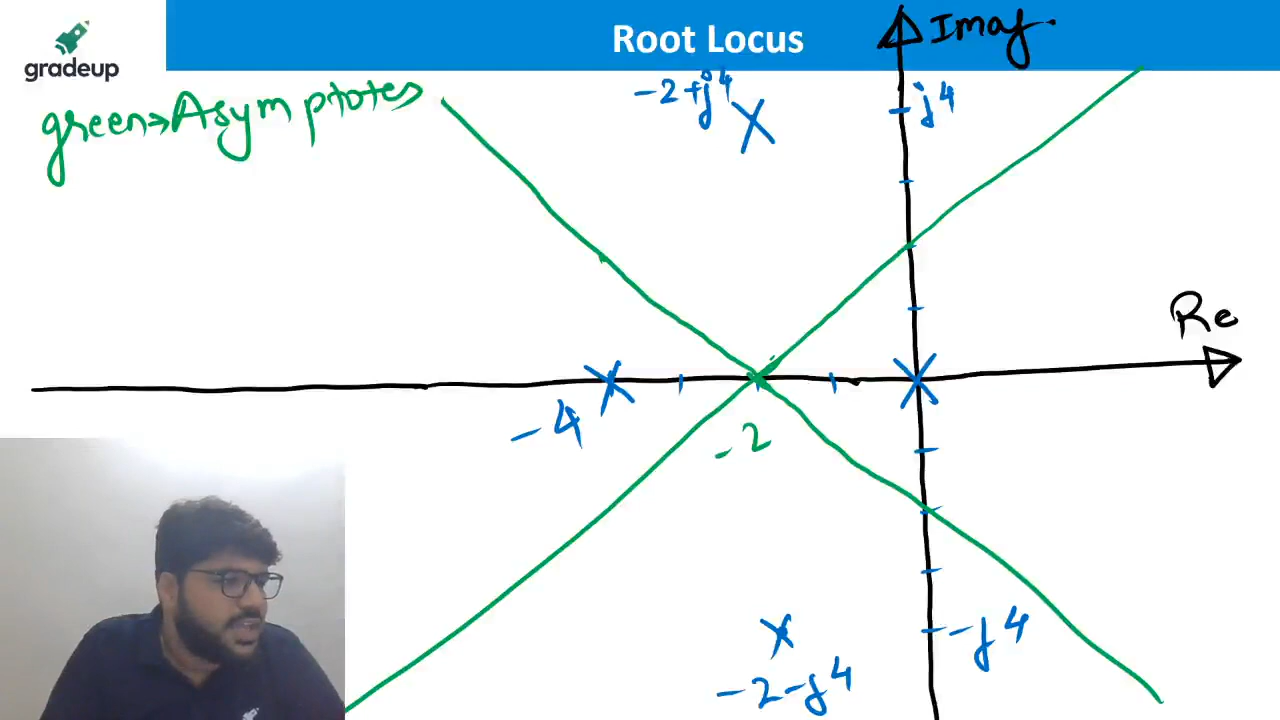 Root Locus
gradeup
Imag.
-2+j4
j4
green→Asymptotes
Re
-4
-2
-j4
-2-j4